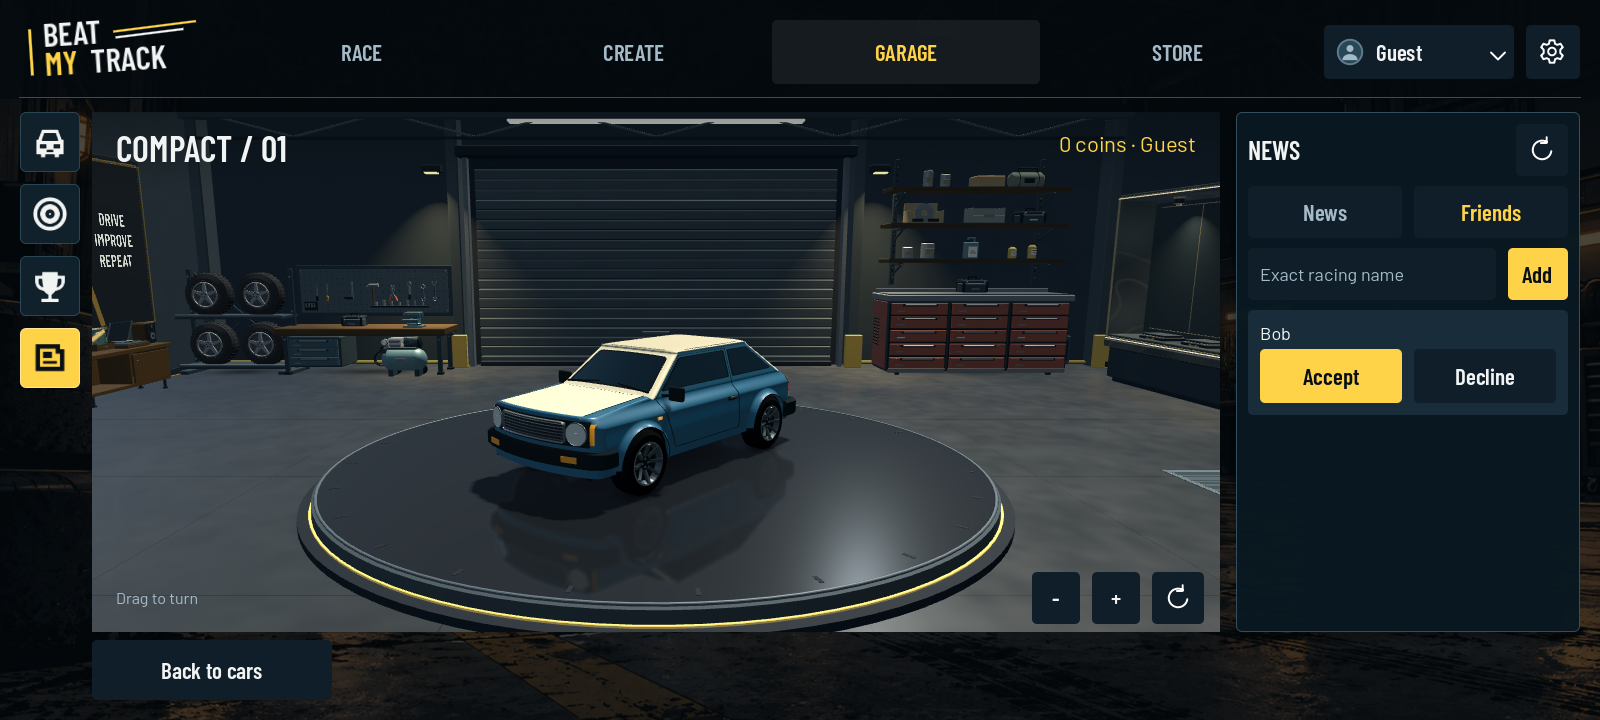 BEAT
MY TRACK
RACE
CREATE
GARAGE
STORE
Guest
COMPACT / 01
0 coins · Guest
DRIVE
IMPROVE
REPEAT
Drag to turn
-
+
Back to cars
NEWS
News
Friends
Exact racing name
Add
Bob
Accept
Decline